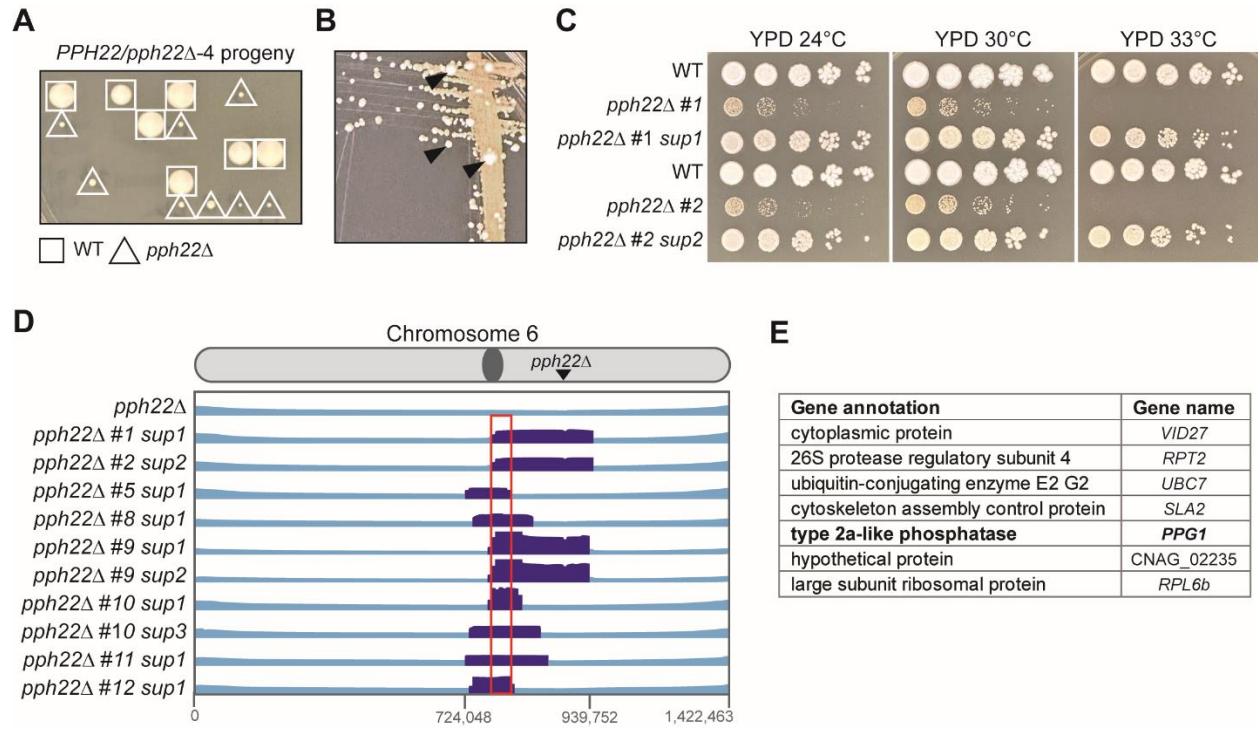 A
PPH22/pph22Δ-4 progeny
WT pph22Δ
B
C
YPD 24°C YPD 30°C YPD 33°C
WT
pph22Δ #1
pph22Δ #1 sup1
WT
pph22Δ #2
pph22Δ #2 sup2
D
Chromosome 6
pph22Δ
pph22Δ
pph22Δ #1 sup1
pph22Δ #2 sup2
pph22Δ #5 sup1
pph22Δ #8 sup1
pph22Δ #9 sup1
pph22Δ #9 sup2
pph22Δ #10 sup1
pph22Δ #10 sup3
pph22Δ #11 sup1
pph22Δ #12 sup1
0 724,048 939,752 1,422,463
E
Gene annotation Gene name
cytoplasmic protein VID27
26S protease regulatory subunit 4 RPT2
ubiquitin-conjugating enzyme E2 G2 UBC7
cytoskeleton assembly control protein SLA2
type 2a-like phosphatase PPG1
hypothetical protein CNAG_02235
large subunit ribosomal protein RPL6b